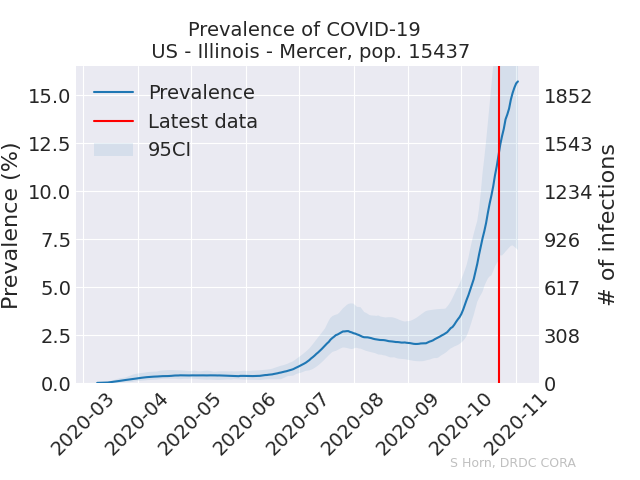 Prevalence of COVID-19
US - Illinois - Mercer, pop. 15437
Prevalence
Latest data
95CI
Prevalence (%)
15.0
12.5
10.0
7.5
5.0
2.5
0.0
1852
1543
1234
926
617
308
0
# of infections
2020-03
2020-04
2020-05
2020-06
2020-07
2020-08
2020-09
2020-10
2020-11
S Horn, DRDC CORA